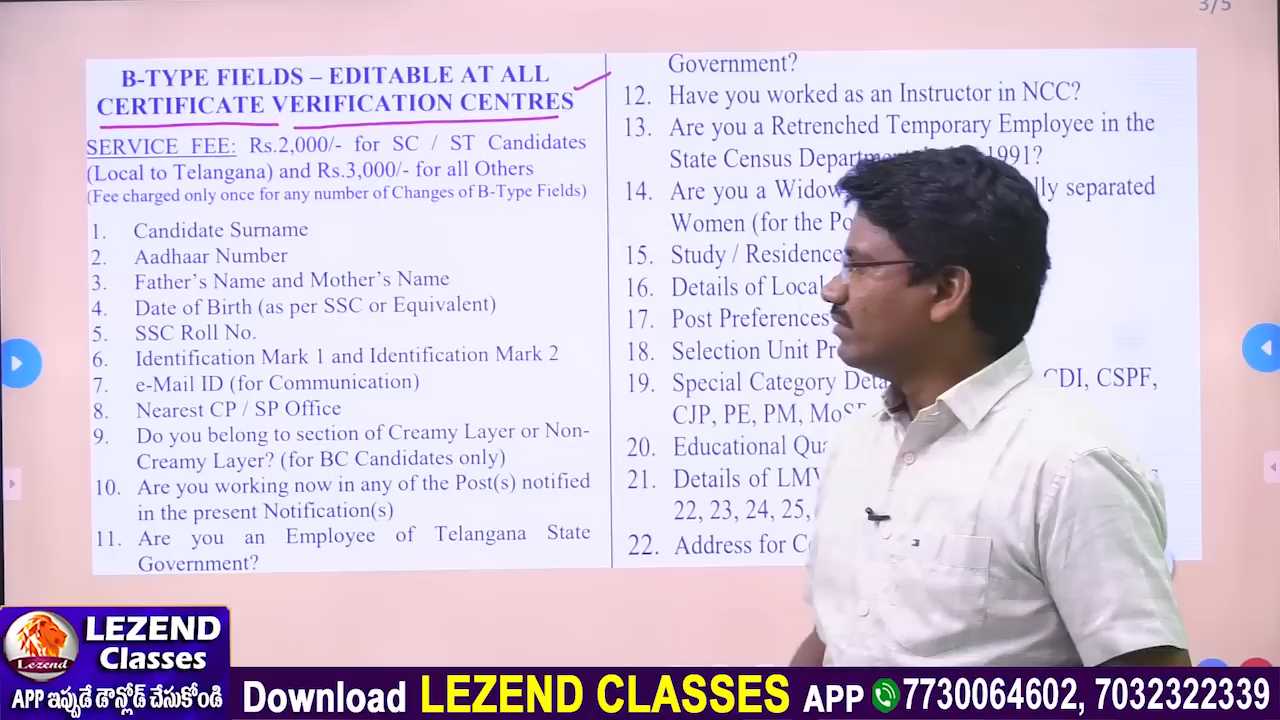 3/5
B-TYPE FIELDS – EDITABLE AT ALL
CERTIFICATE VERIFICATION CENTRES
SERVICE FEE: Rs.2,000/- for SC / ST Candidates
(Local to Telangana) and Rs.3,000/- for all Others
(Fee charged only once for any number of Changes of B-Type Fields)
1. Candidate Surname
2. Aadhaar Number
3. Father's Name and Mother's Name
4. Date of Birth (as per SSC or Equivalent)
5. SSC Roll No.
6. Identification Mark 1 and Identification Mark 2
7. e-Mail ID (for Communication)
8. Nearest CP / SP Office
9. Do you belong to section of Creamy Layer or Non-
Creamy Layer? (for BC Candidates only)
10. Are you working now in any of the Post(s) notified
in the present Notification(s)
11. Are you an Employee of Telangana State
Government?
Government?
12. Have you worked as an Instructor in NCC?
13. Are you a Retrenched Temporary Employee in the
State Census 1991?
14. Are you a separated
Women (for the
15. Study / Residence
16. Details of Local
17. Post Preferences
18. Selection Unit
19. Special Category CDI, CSPF,
CJP, PE, PM,
20. Educational
21. Details of
22, 23, 24, 25,
22. Address for
Lezend
LEZEND
Classes
APP ఇప్పుడే డౌన్లోడ్ చేసుకోండి
Download LEZEND CLASSES APP 7730064602, 7032322339